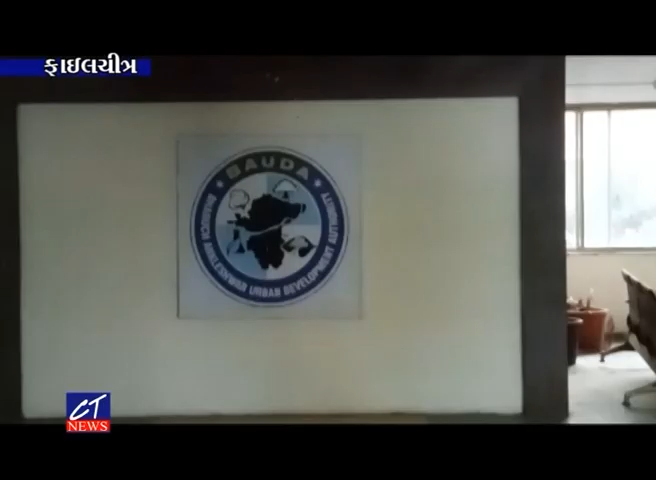 ફાઇલચીત્ર
BAUDA
BHARUCH ANKLESHWAR URBAN DEVELOPMENT AUTHORITY
CT
NEWS